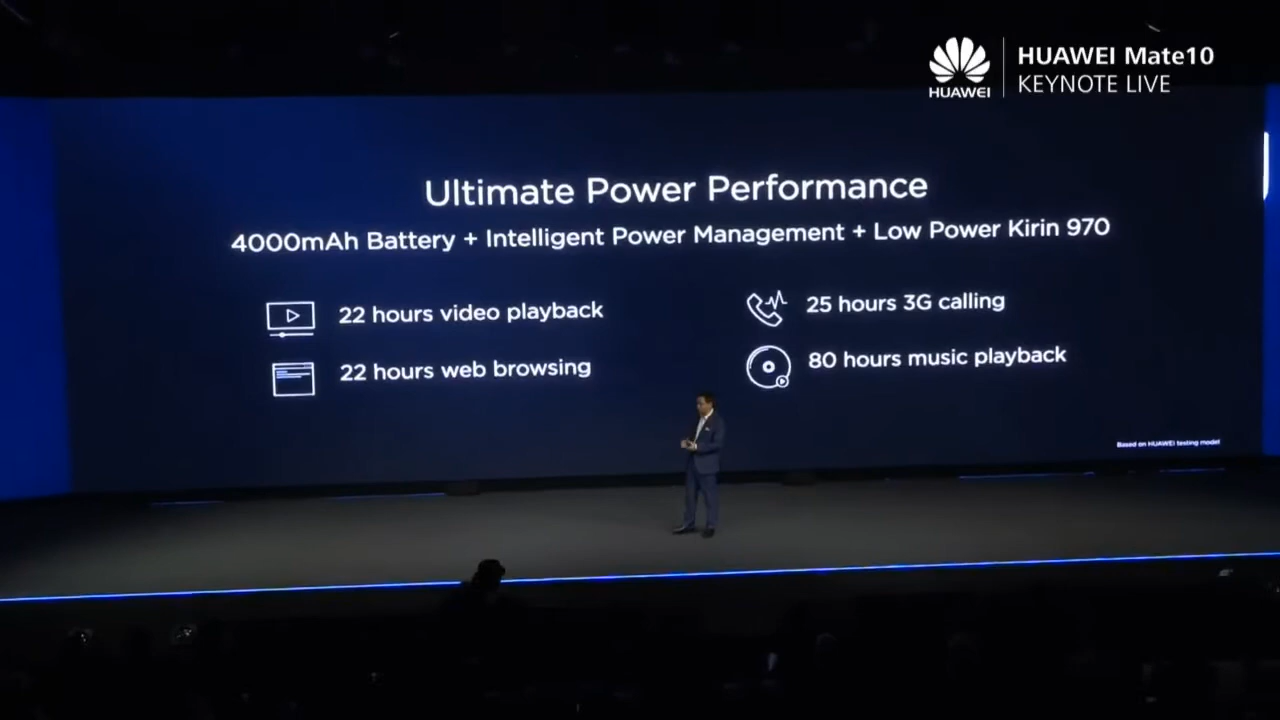 HUAWEI
HUAWEI Mate10
KEYNOTE LIVE
Ultimate Power Performance
4000mAh Battery + Intelligent Power Management + Low Power Kirin 970
22 hours video playback
25 hours 3G calling
22 hours web browsing
80 hours music playback
Based on HUAWEI testing model